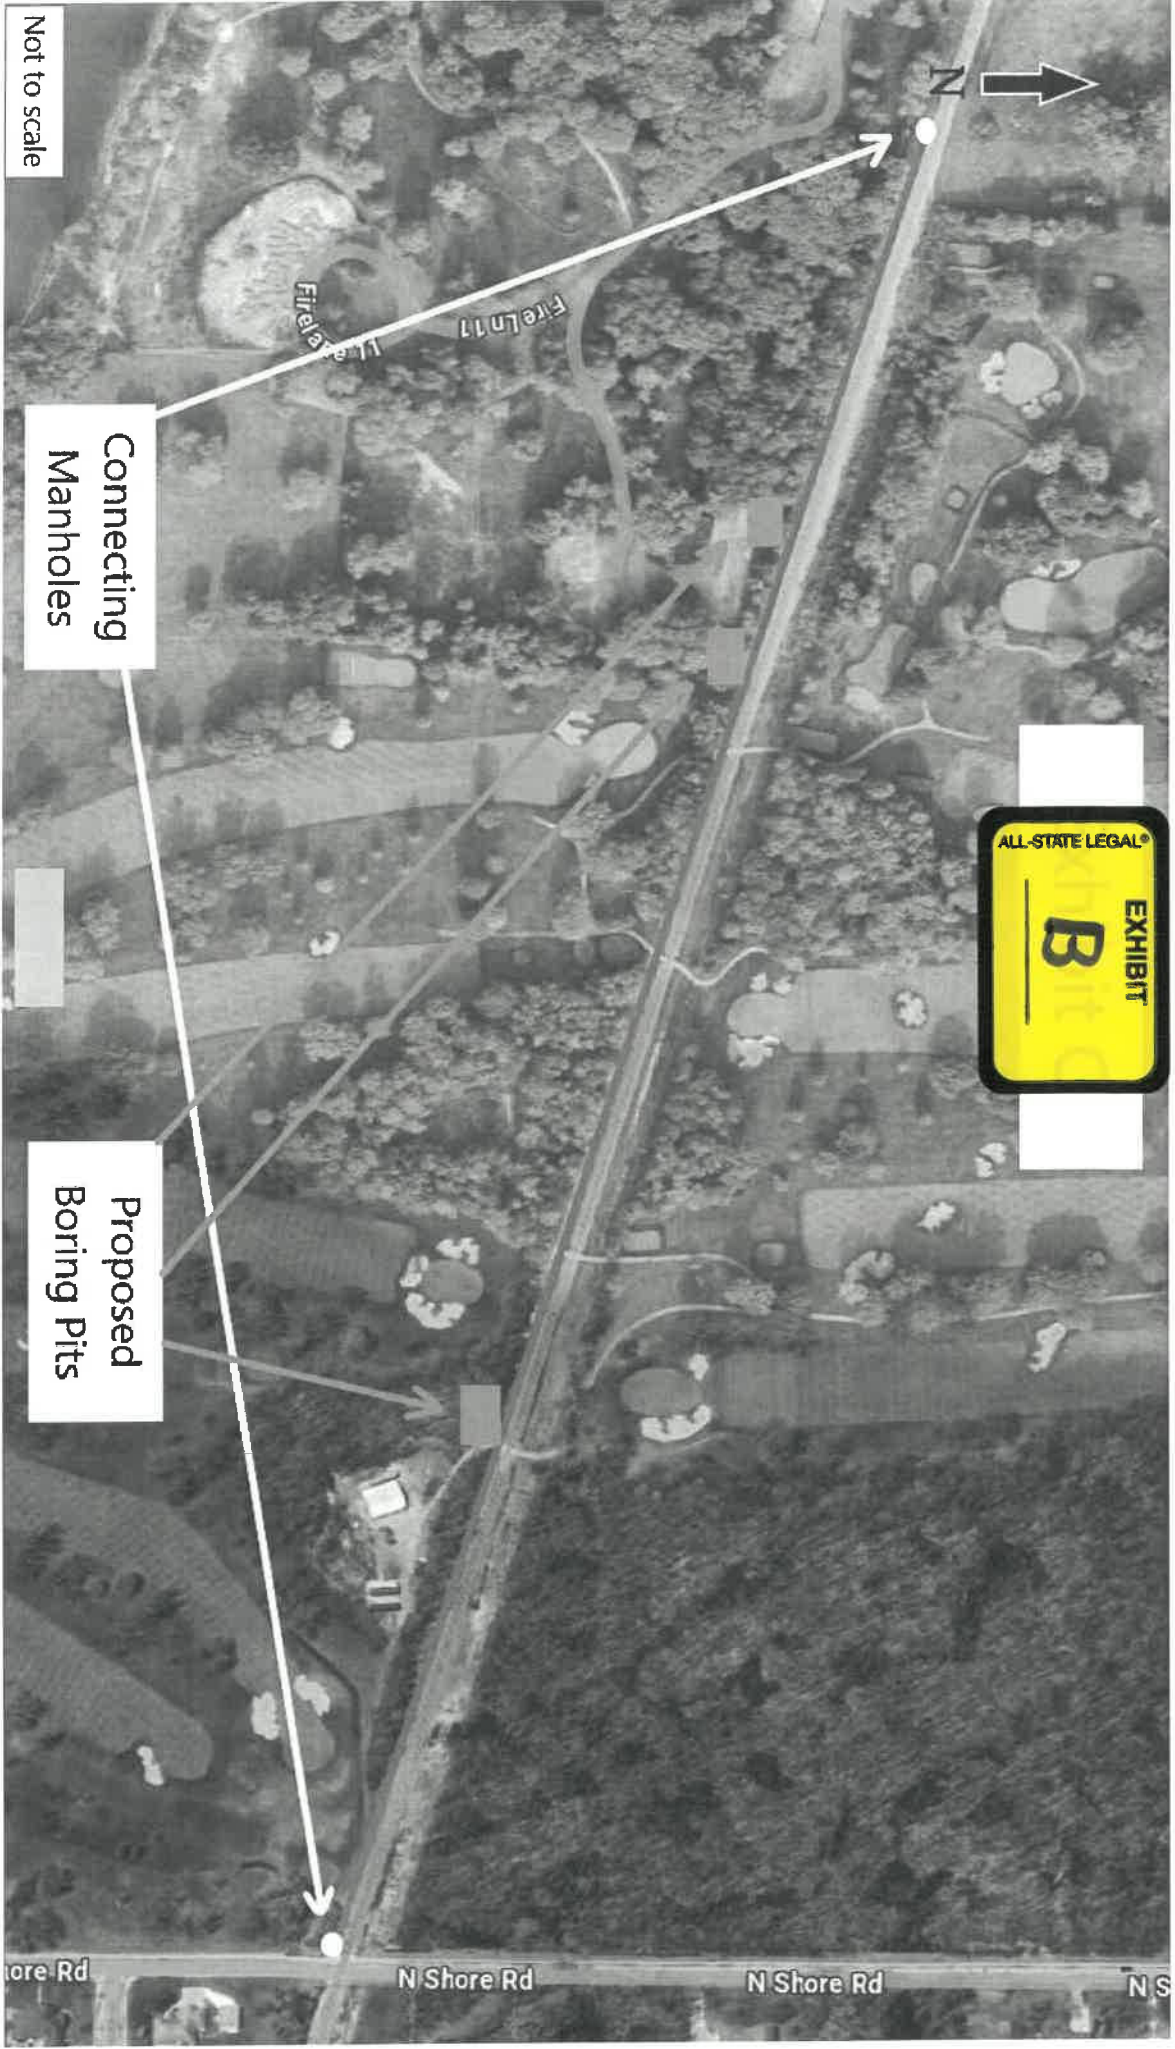 Not to scale
N
Firelane 11
Fire Ln 11
Connecting
Manholes
ALL-STATE LEGAL®
EXHIBIT
B
Proposed
Boring Pits
ore Rd
N Shore Rd
N Shore Rd
N S